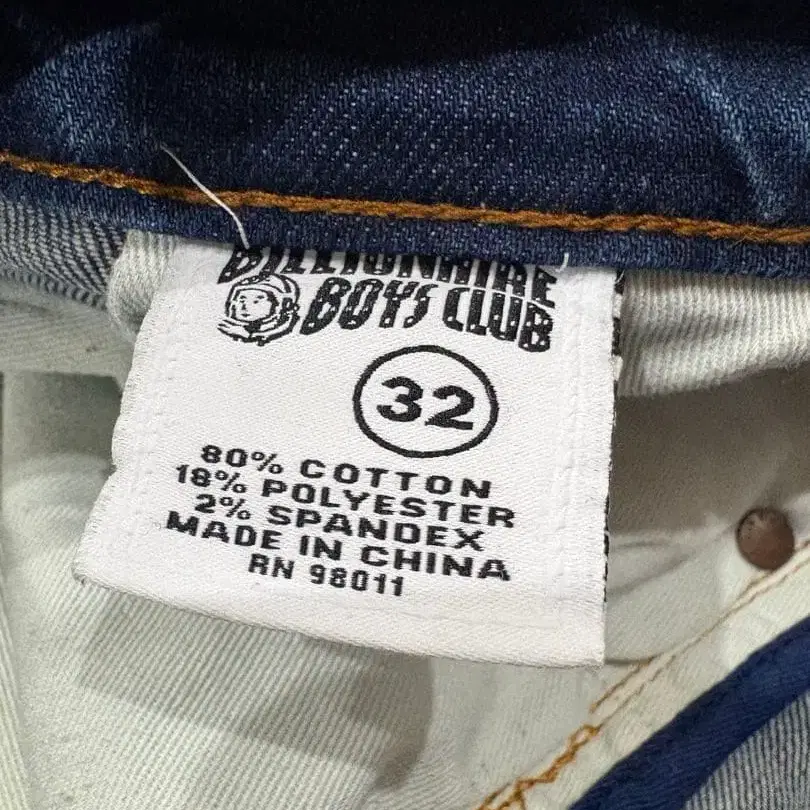 BILLIONAIRE
BOYS CLUB
32
80% COTTON
18% POLYESTER
2% SPANDEX
MADE IN CHINA
RN 98011